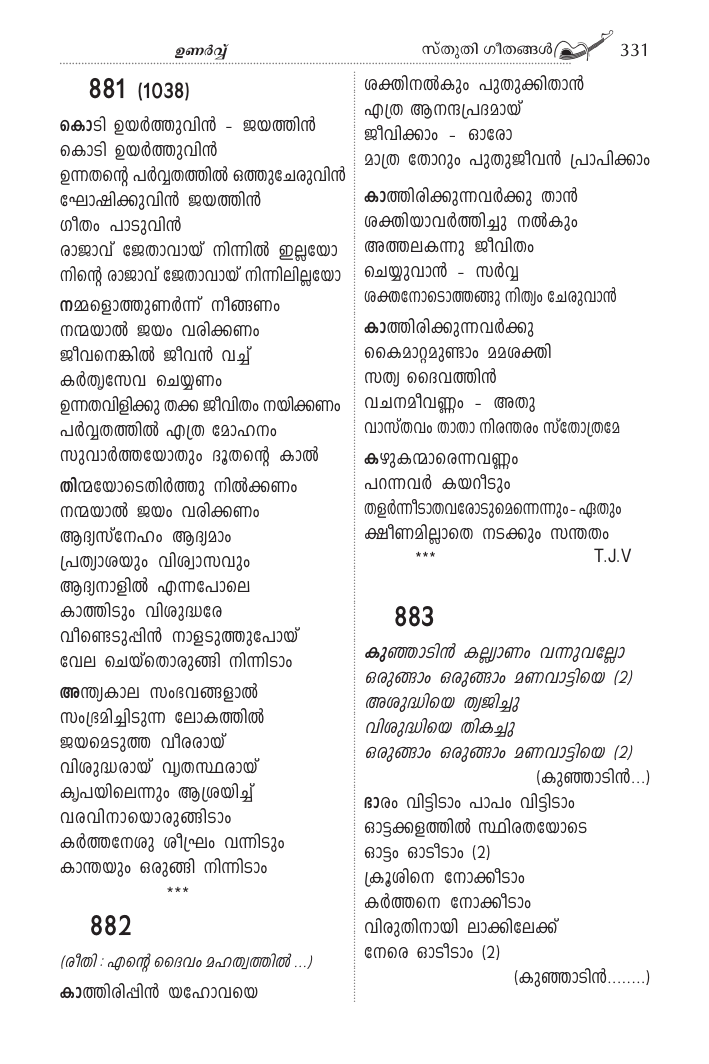 ഉണർവ്വ്
സ്തുതി ഗീതങ്ങൾ 331
881 (1038)
കൊടി ഉയർത്തുവിൻ - ജയത്തിൻ
കൊടി ഉയർത്തുവിൻ
ഉന്നതന്റെ പർവ്വതത്തിൽ ഒത്തുചേരുവിൻ
ഘോഷിക്കുവിൻ ജയത്തിൻ
ഗീതം പാടുവിൻ
രാജാവ് ജേതാവായ് നിന്നിൽ ഇല്ലയോ
നിന്റെ രാജാവ് ജേതാവായ് നിന്നിലില്ലയോ
നമ്മളൊത്തുണർന്ന് നീങ്ങണം
നന്മയാൽ ജയം വരിക്കണം
ജീവനെങ്കിൽ ജീവൻ വച്ച്
കർതൃസേവ ചെയ്യണം
ഉന്നതവിളിക്കു തക്ക ജീവിതം നയിക്കണം
പർവ്വതത്തിൽ എത്ര മോഹനം
സുവാർത്തയോതും ദൂതന്റെ കാൽ
തിന്മയോടെതിർത്തു നിൽക്കണം
നന്മയാൽ ജയം വരിക്കണം
ആദ്യസ്നേഹം ആദ്യമാം
പ്രത്യാശയും വിശ്വാസവും
ആദ്യനാളിൽ എന്നപോലെ
കാത്തിടും വിശുദ്ധരേ
വീണ്ടെടുപ്പിൻ നാളടുത്തുപോയ്
വേല ചെയ്തൊരുങ്ങി നിന്നിടാം
അന്ത്യകാല സംഭവങ്ങളാൽ
സംഭ്രമിച്ചിടുന്ന ലോകത്തിൽ
ജയമെടുത്ത വീരരായ്
വിശുദ്ധരായ് വൃതസ്ഥരായ്
കൃപയിലെന്നും ആശ്രയിച്ച്
വരവിനായൊരുങ്ങിടാം
കർത്തനേശു ശീഘ്രം വന്നിടും
കാന്തയും ഒരുങ്ങി നിന്നിടാം
***
882
(രീതി : എന്റെ ദൈവം മഹത്വത്തിൽ ...)
കാത്തിരിപ്പിൻ യഹോവയെ
ശക്തിനൽകും പുതുക്കിതാൻ
എത്ര ആനന്ദപ്രദമായ്
ജീവിക്കാം - ഓരോ
മാത്ര തോറും പുതുജീവൻ പ്രാപിക്കാം
കാത്തിരിക്കുന്നവർക്കു താൻ
ശക്തിയാവർത്തിച്ചു നൽകും
അത്തലകന്നു ജീവിതം
ചെയ്യുവാൻ - സർവ്വ
ശക്തനോടൊത്തങ്ങു നിത്യം ചേരുവാൻ
കാത്തിരിക്കുന്നവർക്കു
കൈമാറ്റമുണ്ടാം മമശക്തി
സത്യ ദൈവത്തിൻ
വചനമീവണ്ണം - അതു
വാസ്തവം താതാ നിരന്തരം സ്തോത്രമേ
കഴുകന്മാരെന്നവണ്ണം
പറന്നവർ കയറീടും
തളർന്നീടാതവരോടുമെന്നെന്നും-ഏതും
ക്ഷീണമില്ലാതെ നടക്കും സന്തതം
*** T.J.V
883
കുഞ്ഞാടിൻ കല്ല്യാണം വന്നുവല്ലോ
ഒരുങ്ങാം ഒരുങ്ങാം മണവാട്ടിയെ (2)
അശുദ്ധിയെ ത്യജിച്ചു
വിശുദ്ധിയെ തികച്ചു
ഒരുങ്ങാം ഒരുങ്ങാം മണവാട്ടിയെ (2)
(കുഞ്ഞാടിൻ...)
ഭാരം വിട്ടിടാം പാപം വിട്ടിടാം
ഓട്ടക്കളത്തിൽ സ്ഥിരതയോടെ
ഓട്ടം ഓടീടാം (2)
ക്രൂശിനെ നോക്കീടാം
കർത്തനെ നോക്കീടാം
വിരുതിനായി ലാക്കിലേക്ക്
നേരെ ഓടീടാം (2)
(കുഞ്ഞാടിൻ........)